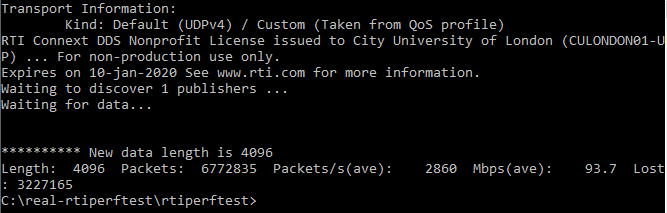 Transport Information:
Kind: Default (UDPv4) / Custom (Taken from QoS profile)
RTI Connext DDS Nonprofit License issued to City University of London (CULONDON01-U
P) ... For non-production use only.
Expires on 10-jan-2020 See www.rti.com for more information.
Waiting to discover 1 publishers ...
Waiting for data...
********** New data length is 4096
Length:  4096  Packets:  6772835  Packets/s(ave):    2860  Mbps(ave):    93.7  Lost
: 3227165
C:\real-rtiperftest\rtiperftest>